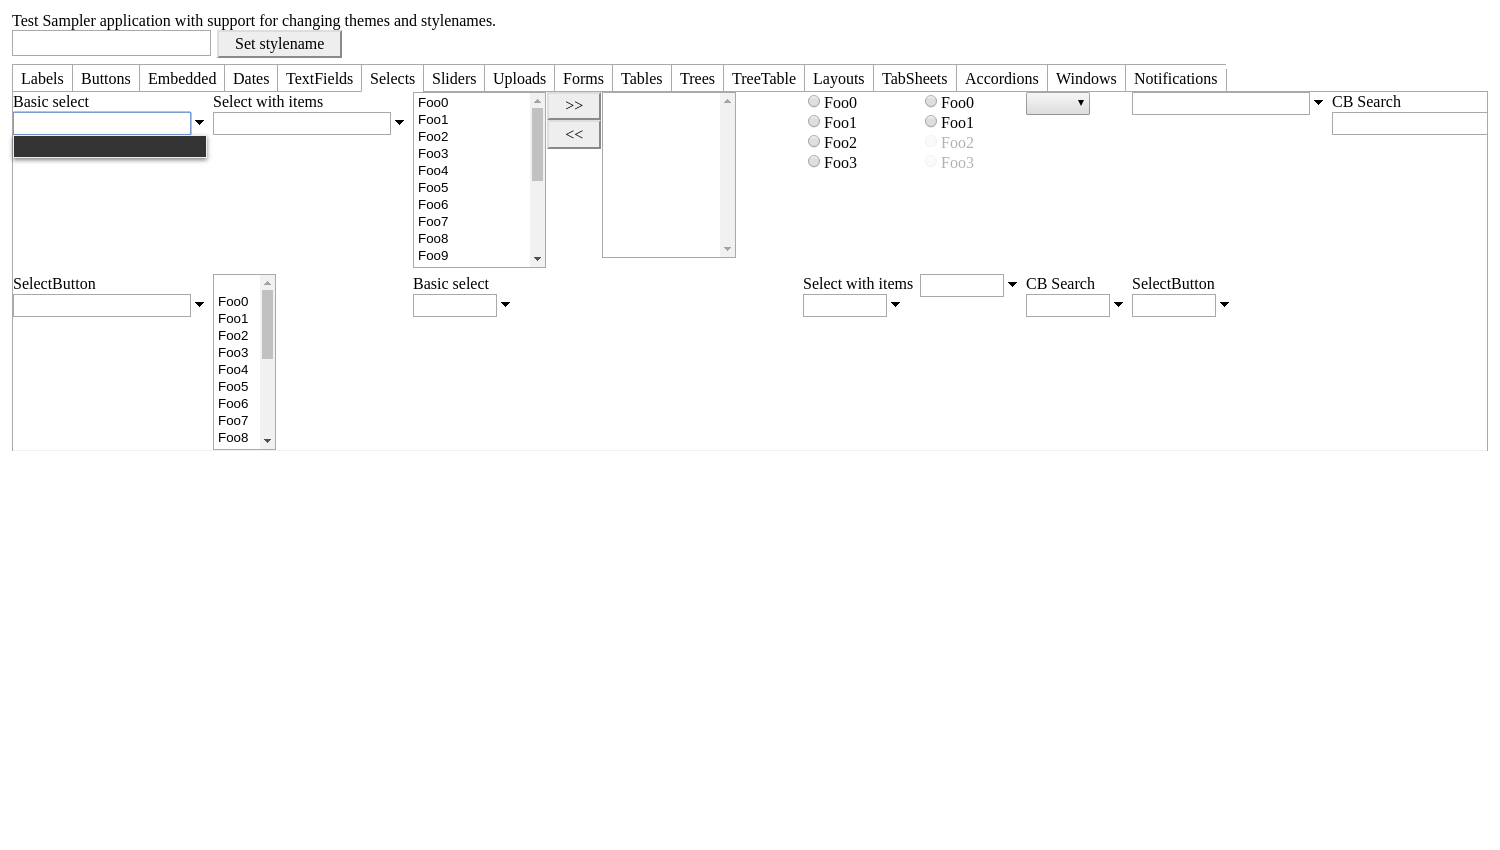 Test Sampler application with support for changing themes and stylenames.
Set stylename
Labels Buttons Embedded Dates TextFields Selects Sliders Uploads Forms Tables Trees TreeTable Layouts TabSheets Accordions Windows Notifications
Basic select Select with items CB Search
Foo0
Foo1
Foo2
Foo3
Foo4
Foo5
Foo6
Foo7
Foo8
Foo9
>>
<<
Foo0
Foo1
Foo2
Foo3
Foo0
Foo1
Foo2
Foo3
SelectButton Basic select Select with items CB Search SelectButton
Foo0
Foo1
Foo2
Foo3
Foo4
Foo5
Foo6
Foo7
Foo8